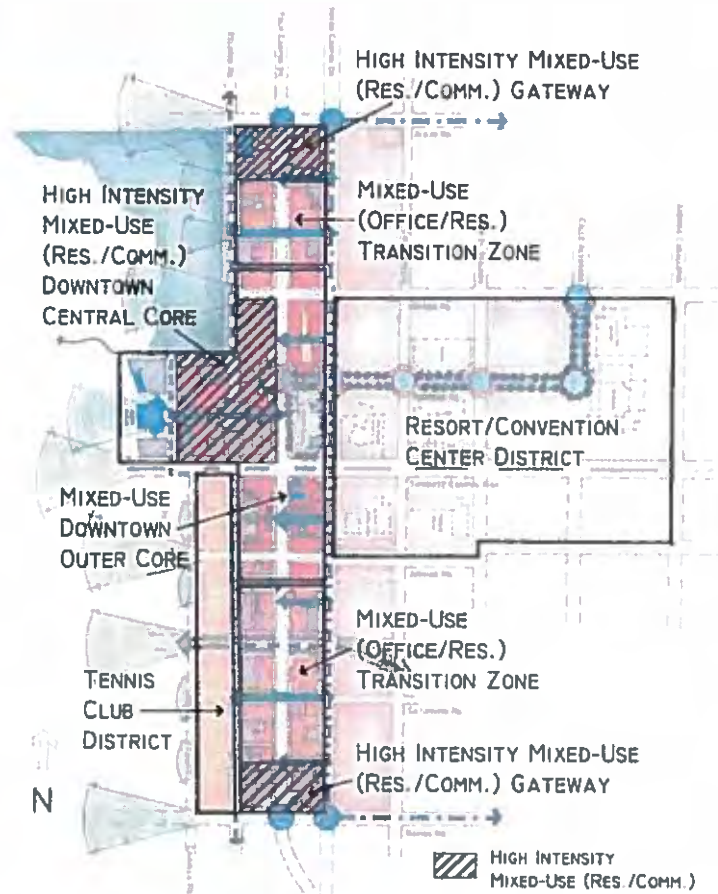 HIGH INTENSITY MIXED-USE
(RES./COMM.) GATEWAY
HIGH INTENSITY
MIXED-USE
(RES./COMM.)
DOWNTOWN
CENTRAL CORE
MIXED-USE
(OFFICE/RES.)
TRANSITION ZONE
RESORT/CONVENTION
CENTER DISTRICT
MIXED-USE
DOWNTOWN
OUTER CORE
MIXED-USE
(OFFICE/RES.)
TRANSITION ZONE
TENNIS
CLUB
DISTRICT
HIGH INTENSITY MIXED-USE
(RES./COMM.) GATEWAY
N
HIGH INTENSITY
MIXED-USE (RES./COMM.)